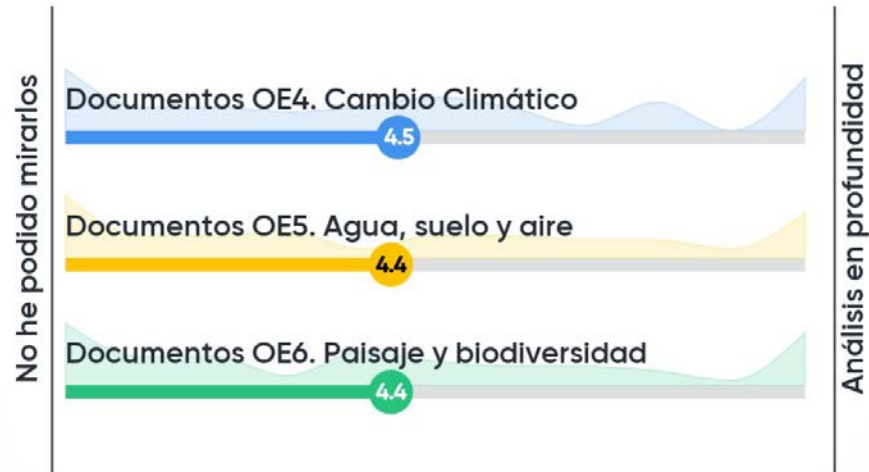 No he podido mirarlos
Documentos OE4. Cambio Climático
4.5
Documentos OE5. Agua, suelo y aire
4.4
Documentos OE6. Paisaje y biodiversidad
4.4
Análisis en profundidad